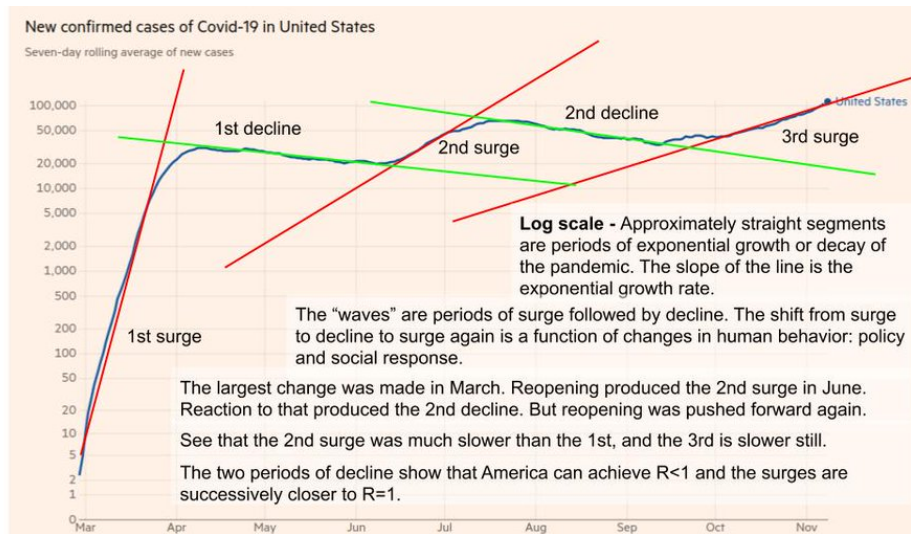 New confirmed cases of Covid-19 in United States
Seven-day rolling average of new cases
100,000
50,000
20,000
10,000
5,000
2,000
1,000
500
200
100
50
20
10
5
2
1
0
United States
1st decline
2nd decline
2nd surge
3rd surge
1st surge
Log scale - Approximately straight segments
are periods of exponential growth or decay of
the pandemic. The slope of the line is the
exponential growth rate.
The “waves” are periods of surge followed by decline. The shift from surge
to decline to surge again is a function of changes in human behavior: policy
and social response.
The largest change was made in March. Reopening produced the 2nd surge in June.
Reaction to that produced the 2nd decline. But reopening was pushed forward again.
See that the 2nd surge was much slower than the 1st, and the 3rd is slower still.
The two periods of decline show that America can achieve R<1 and the surges are
successively closer to R=1.
Mar Apr May Jun Jul Aug Sep Oct Nov